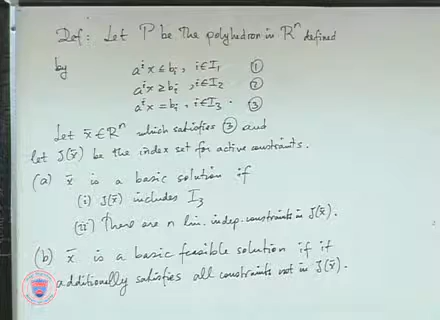 Def: Let P be the polyhedron in Rⁿ defined
by aⁱx ≤ bᵢ, i∈I₁ ①
aⁱx ≥ bᵢ, i∈I₂ ②
aⁱx = bᵢ, i∈I₃. ③
Let x̄ ∈ Rⁿ which satisfies ③ and
let J(x̄) be the index set for active constraints.
(a) x̄ is a basic solution if
(i) J(x̄) includes I₃
(ii) There are n lin. indep. constraints in J(x̄).
(b) x̄ is a basic feasible solution if it
additionally satisfies all constraints not in J(x̄).